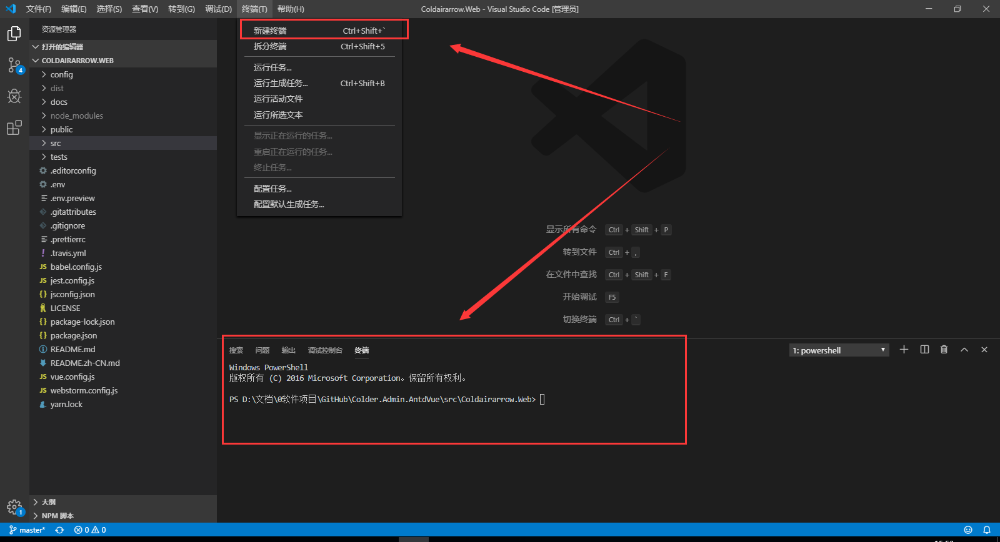 文件(F) 编辑(E) 选择(S) 查看(V) 转到(G) 调试(D) 终端(T) 帮助(H) Coldairarrow.Web - Visual Studio Code [管理员]
资源管理器
打开的编辑器
COLDAIRARROW.WEB
config
dist
docs
node_modules
public
src
tests
.editorconfig
.env
.env.preview
.gitattributes
.gitignore
.prettierrc
.travis.yml
babel.config.js
jest.config.js
jsconfig.json
LICENSE
package-lock.json
package.json
README.md
README.zh-CN.md
vue.config.js
webstorm.config.js
yarn.lock
大纲
NPM 脚本
4
1
新建终端 Ctrl+Shift+`
拆分终端 Ctrl+Shift+5
运行任务...
运行生成任务... Ctrl+Shift+B
运行活动文件
运行所选文本
显示正在运行的任务...
重启正在运行的任务...
终止任务...
配置任务...
配置默认生成任务...
显示所有命令 Ctrl + Shift + P
转到文件 Ctrl + ,
在文件中查找 Ctrl + Shift + F
开始调试 F5
切换终端 Ctrl + `
搜索 问题 输出 调试控制台 终端 1: powershell
Windows PowerShell
版权所有 (C) 2016 Microsoft Corporation。保留所有权利。
PS D:\文档\0软件项目\GitHub\Colder.Admin.AntdVue\src\Coldairarrow.Web>
master* 0 0